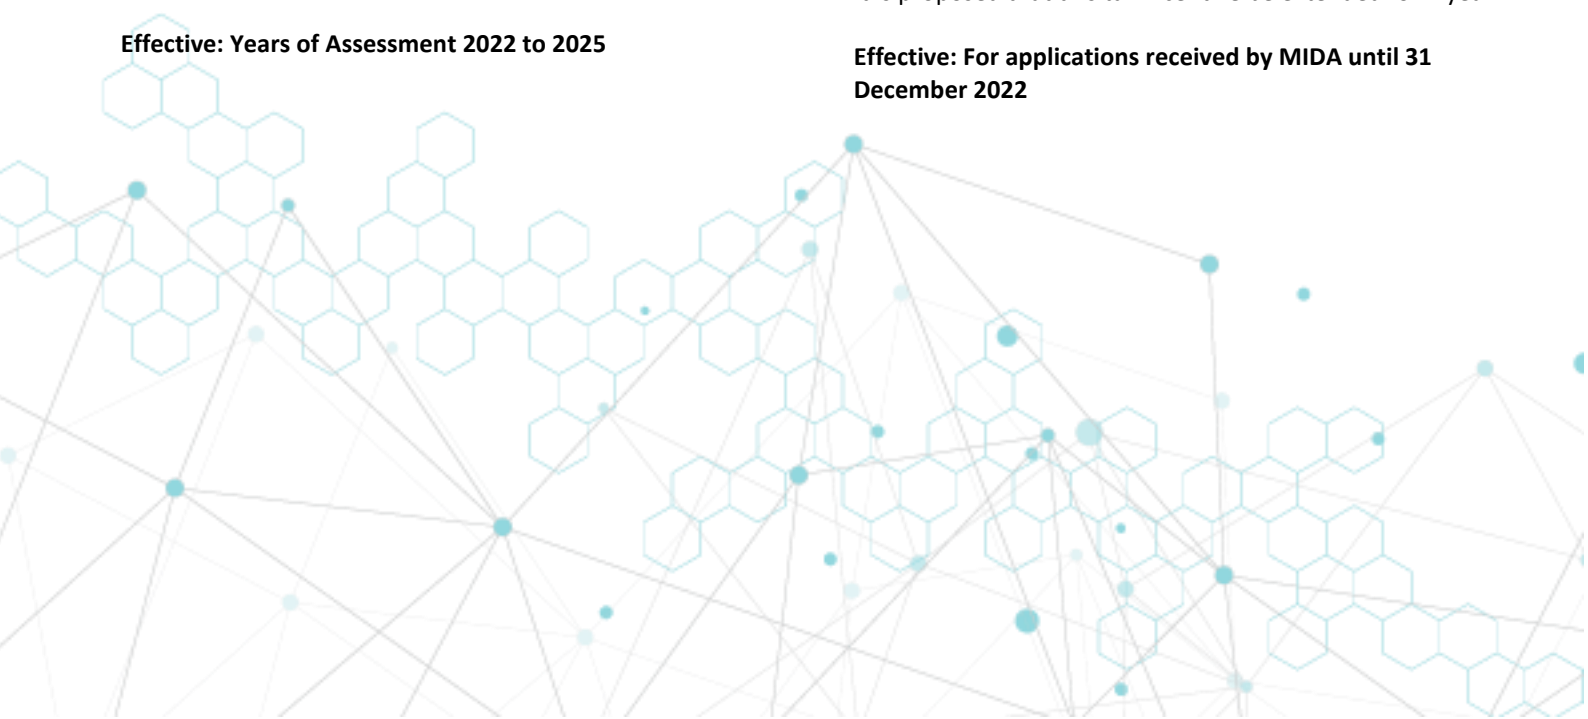 Effective: Years of Assessment 2022 to 2025
Effective: For applications received by MIDA until 31
December 2022